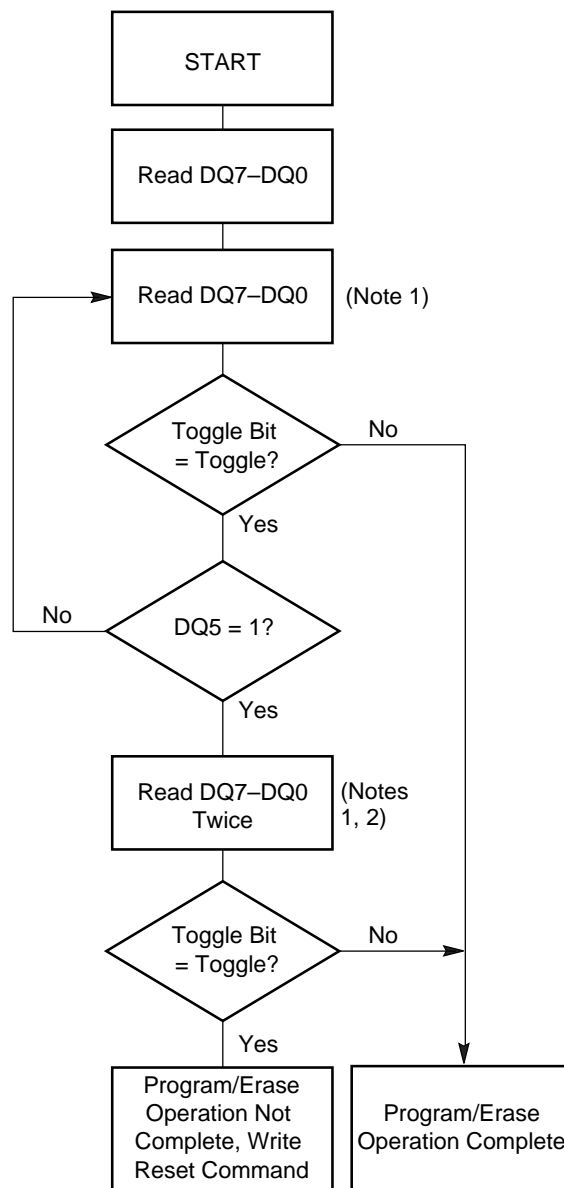 START
Read DQ7–DQ0
Read DQ7–DQ0
(Note 1)
Toggle Bit
= Toggle?
No
Yes
No
DQ5 = 1?
Yes
Read DQ7–DQ0
Twice
(Notes
1, 2)
Toggle Bit
= Toggle?
No
Yes
Program/Erase
Operation Not
Complete, Write
Reset Command
Program/Erase
Operation Complete